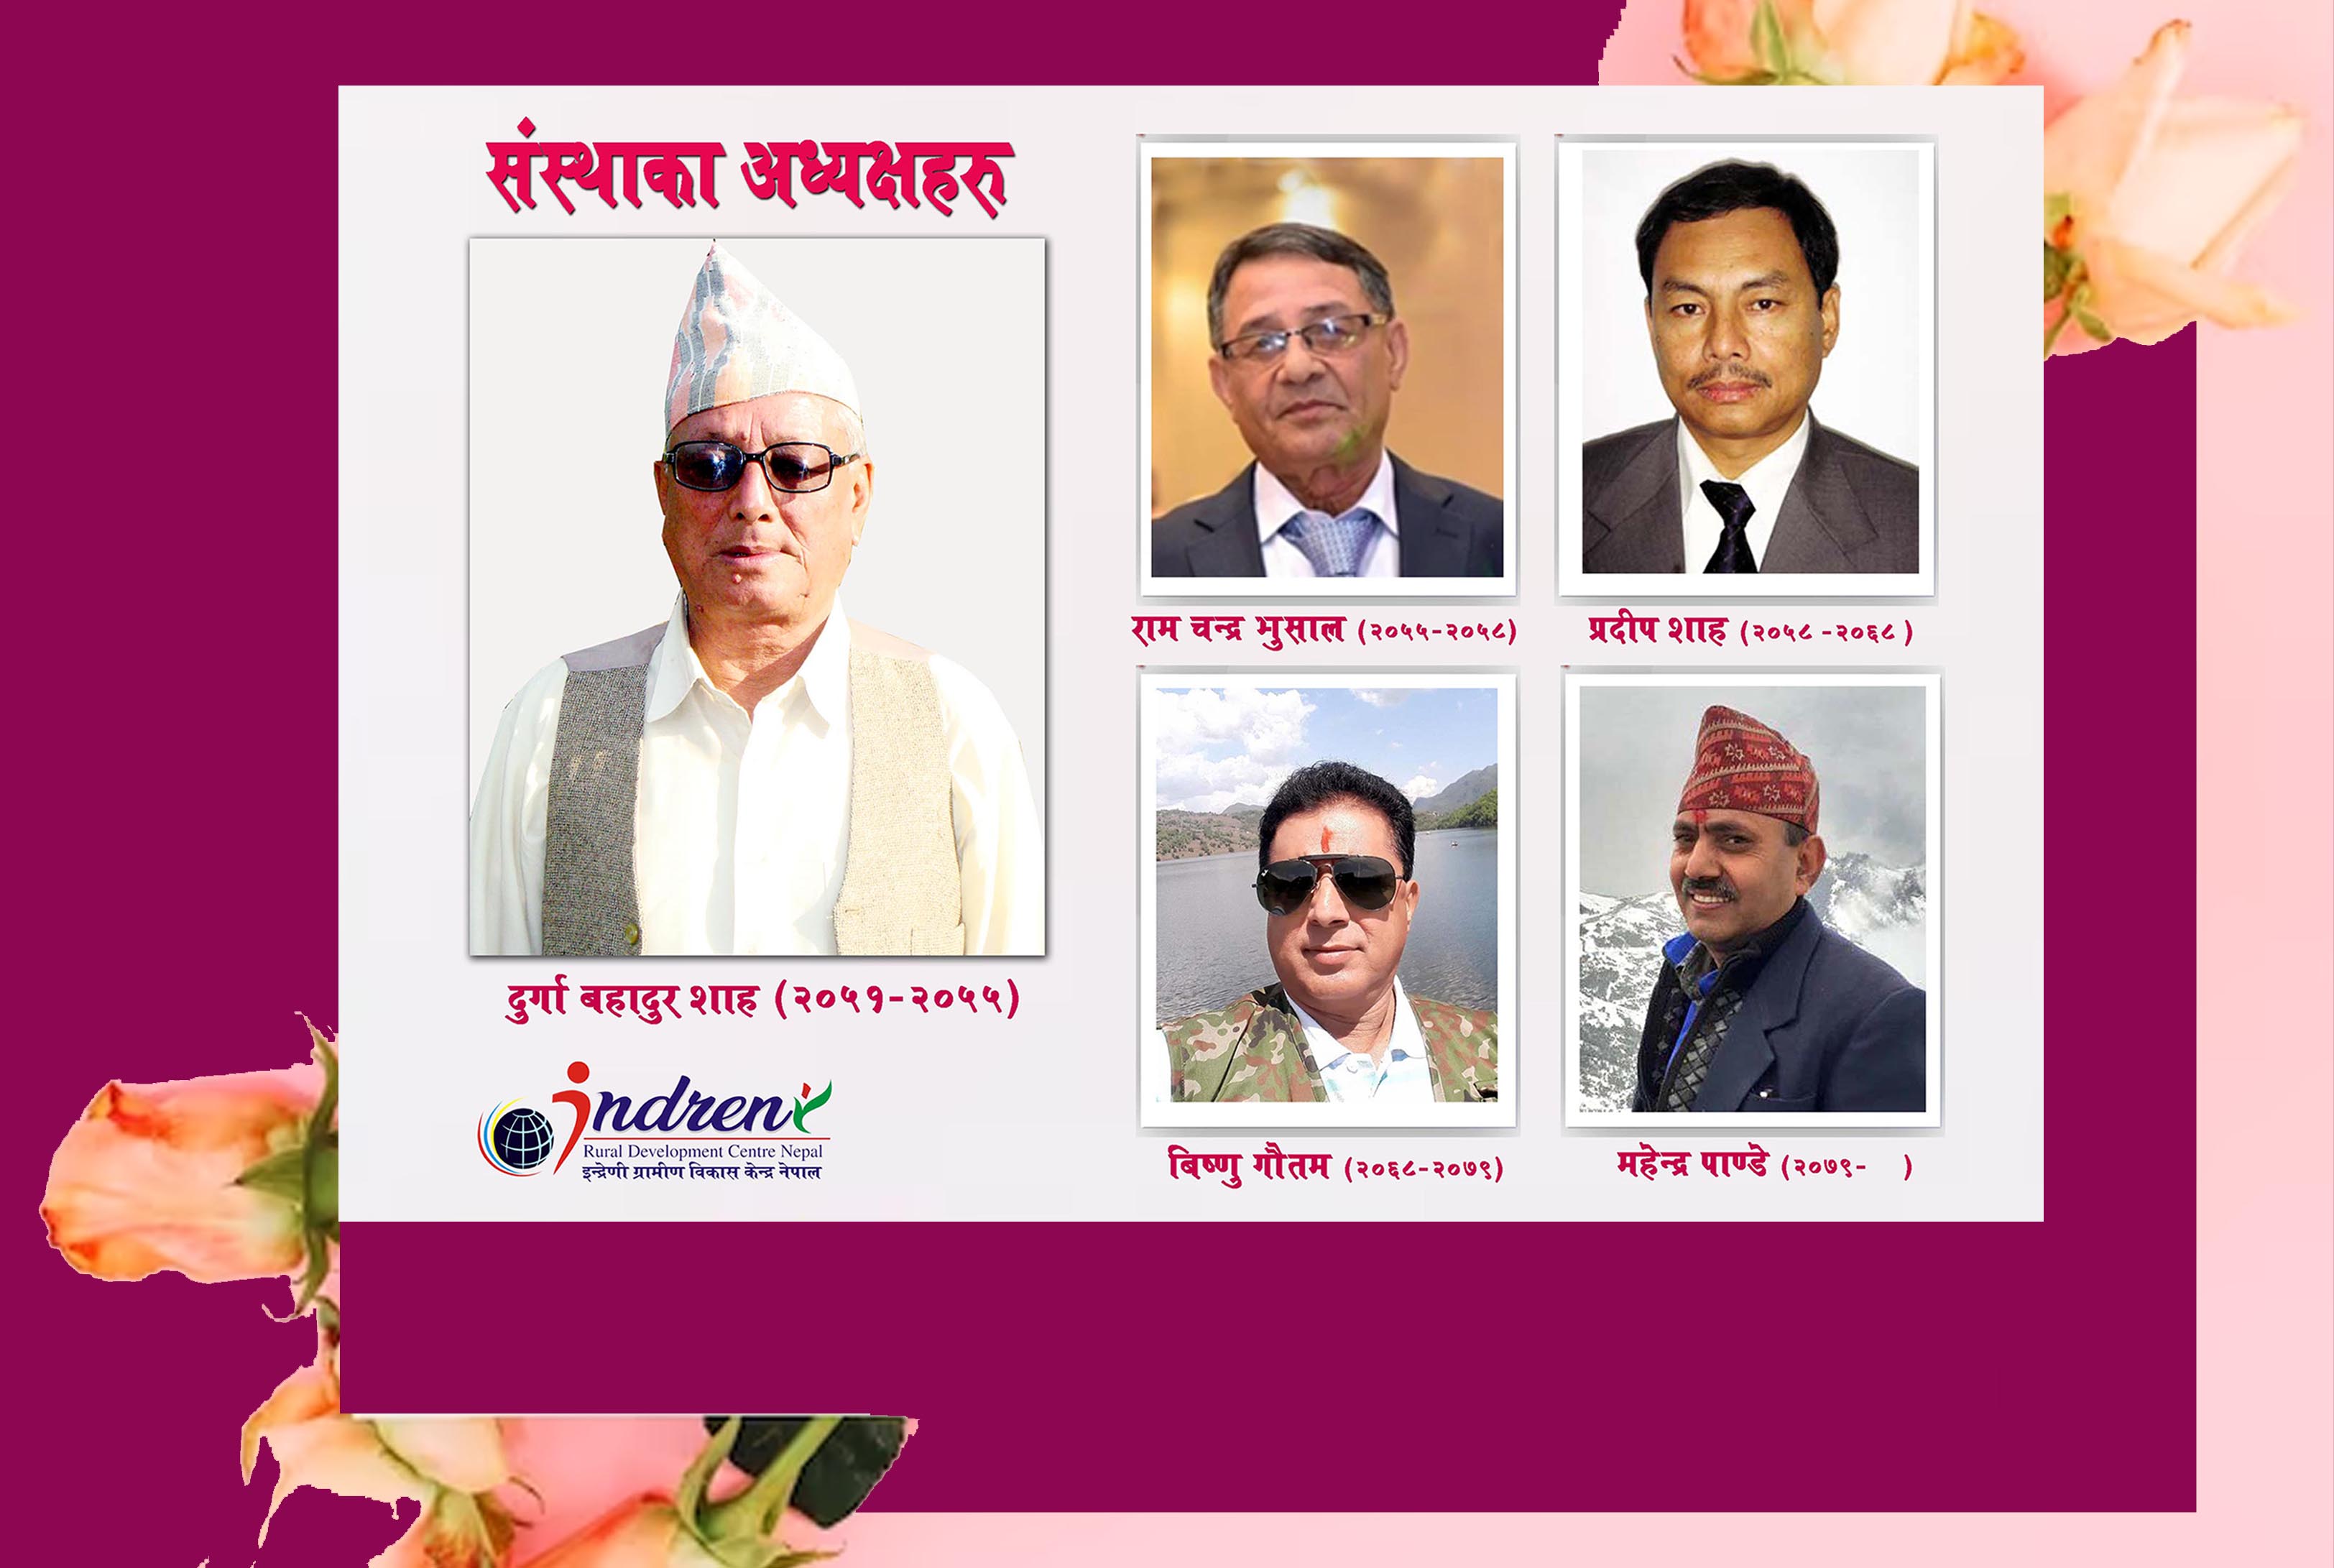 संस्थाका अध्यक्षहरु
दुर्गा बहादुर शाह (२०५१-२०५५)
राम चन्द्र भुसाल (२०५५-२०५८)
प्रदीप शाह (२०५८ -२०६८ )
बिष्णु गौतम (२०६८-२०७९)
महेन्द्र पाण्डे (२०७९- )
Indreni
Rural Development Centre Nepal
इन्द्रेणी ग्रामीण विकास केन्द्र नेपाल